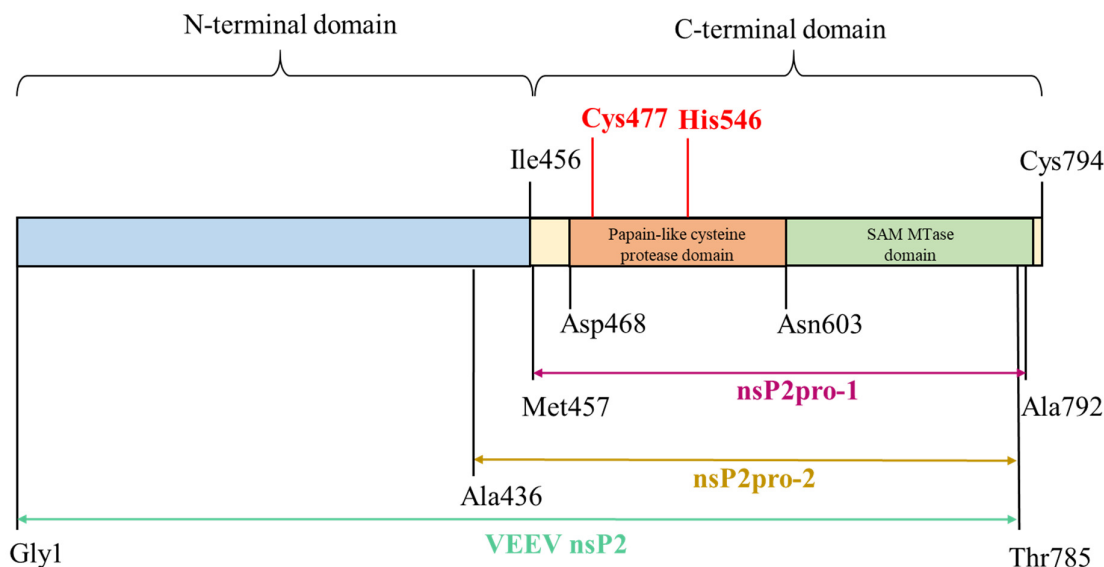 N-terminal domain
C-terminal domain
Cys477
His546
Ile456
Cys794
Papain-like cysteine
protease domain
SAM MTase
domain
Asp468
Asn603
nsP2pro-1
Met457
Ala792
nsP2pro-2
Ala436
VEEV nsP2
Gly1
Thr785